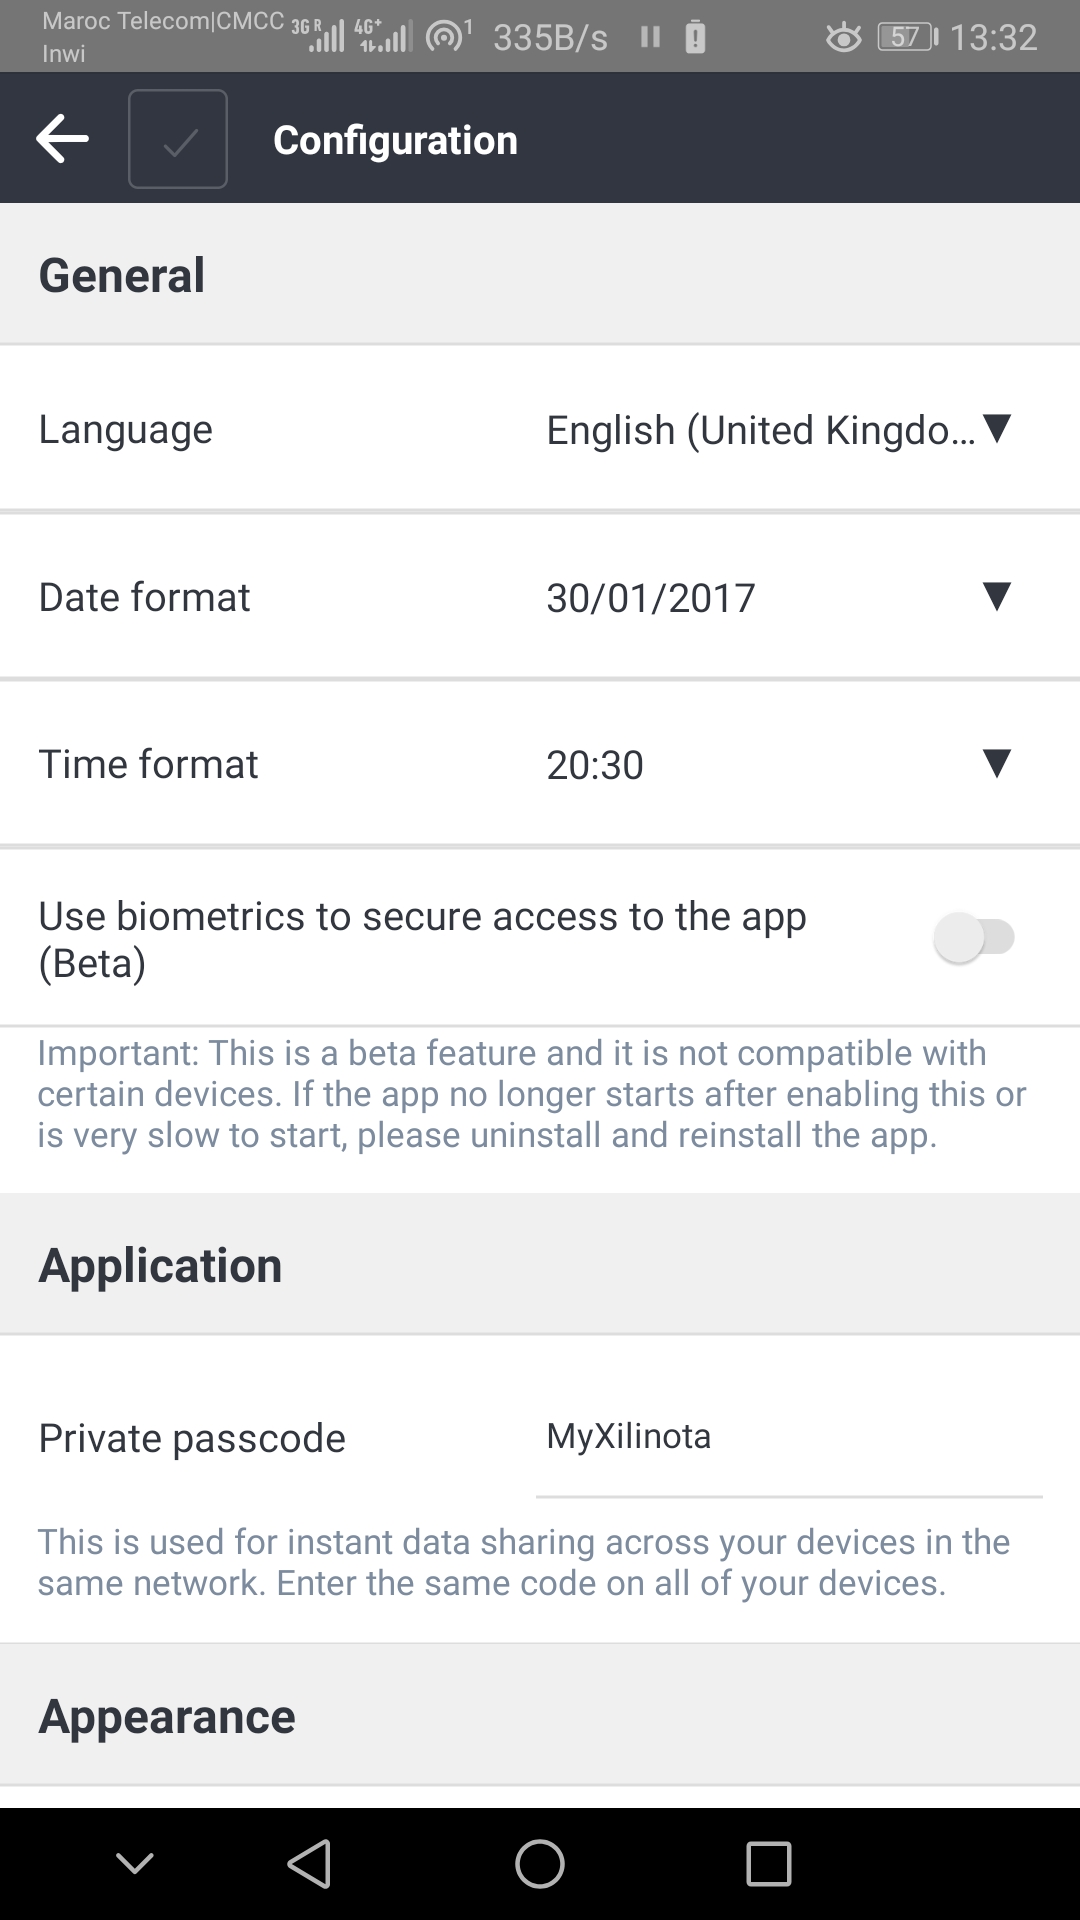 Maroc Telecom|CMCC 3G R 4G+ 1 335B/s 57 13:32
Inwi
Configuration
General
Language English (United Kingdo... ▼
Date format 30/01/2017 ▼
Time format 20:30 ▼
Use biometrics to secure access to the app
(Beta)
Important: This is a beta feature and it is not compatible with
certain devices. If the app no longer starts after enabling this or
is very slow to start, please uninstall and reinstall the app.
Application
Private passcode MyXilinota
This is used for instant data sharing across your devices in the
same network. Enter the same code on all of your devices.
Appearance